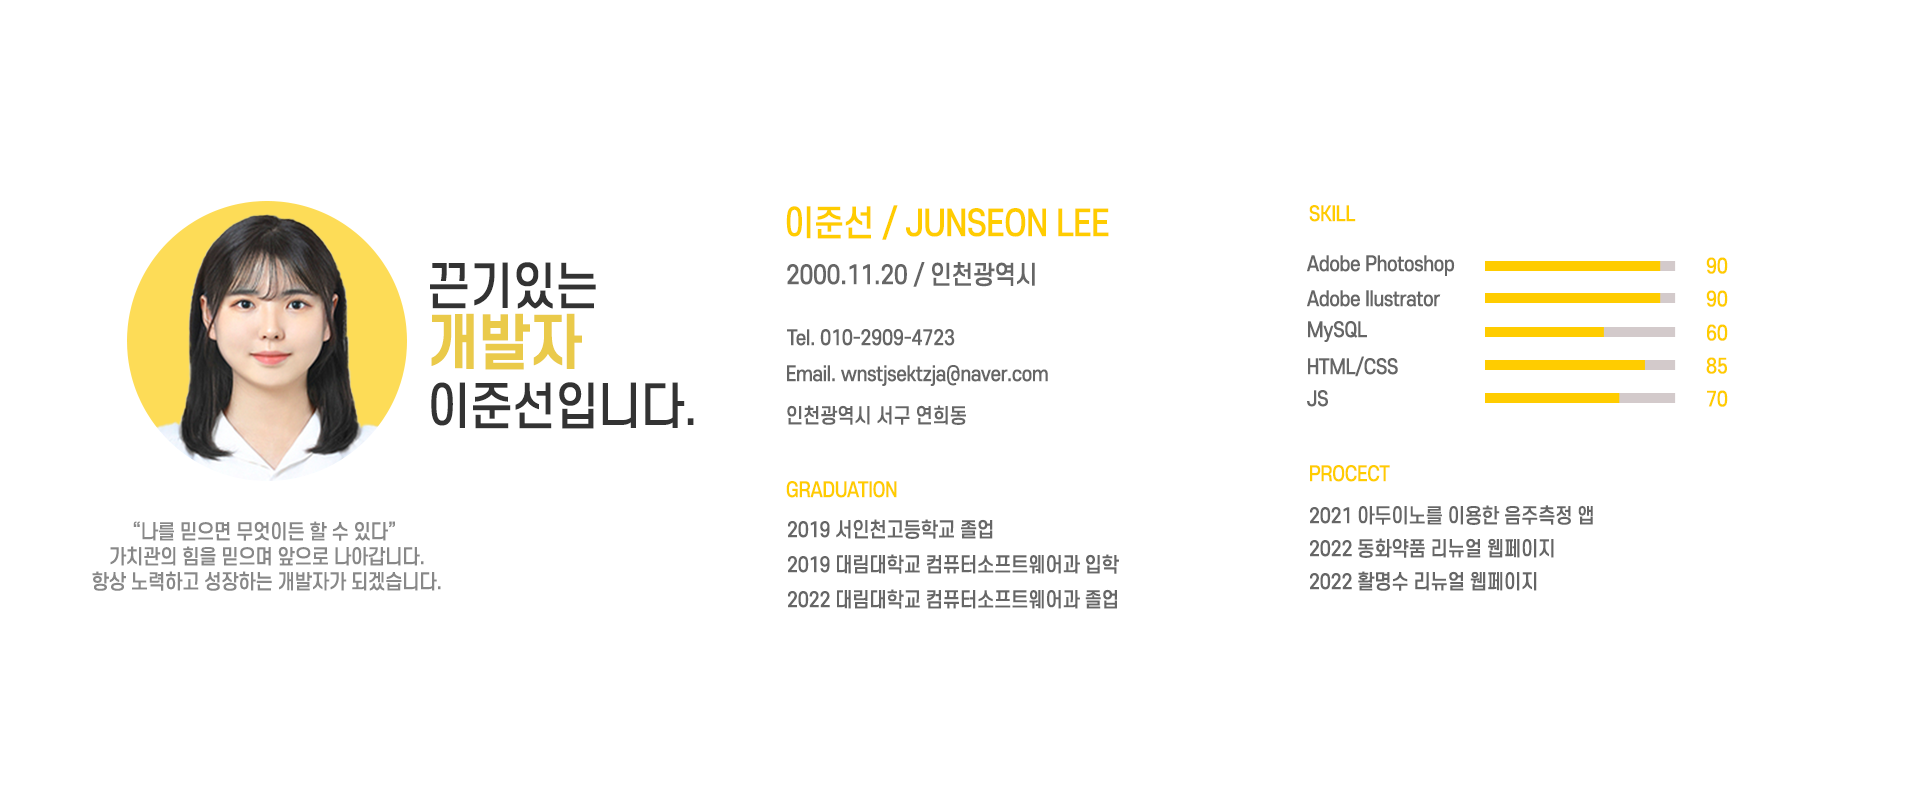 끈기있는
개발자
이준선입니다.
“나를 믿으면 무엇이든 할 수 있다”
가치관의 힘을 믿으며 앞으로 나아갑니다.
항상 노력하고 성장하는 개발자가 되겠습니다.
이준선 / JUNSEON LEE
2000.11.20 / 인천광역시
Tel. 010-2909-4723
Email. wnstjsektzja@naver.com
인천광역시 서구 연희동
GRADUATION
2019 서인천고등학교 졸업
2019 대림대학교 컴퓨터소프트웨어과 입학
2022 대림대학교 컴퓨터소프트웨어과 졸업
SKILL
Adobe Photoshop 90
Adobe Ilustrator 90
MySQL 60
HTML/CSS 85
JS 70
PROCECT
2021 아두이노를 이용한 음주측정 앱
2022 동화약품 리뉴얼 웹페이지
2022 활명수 리뉴얼 웹페이지